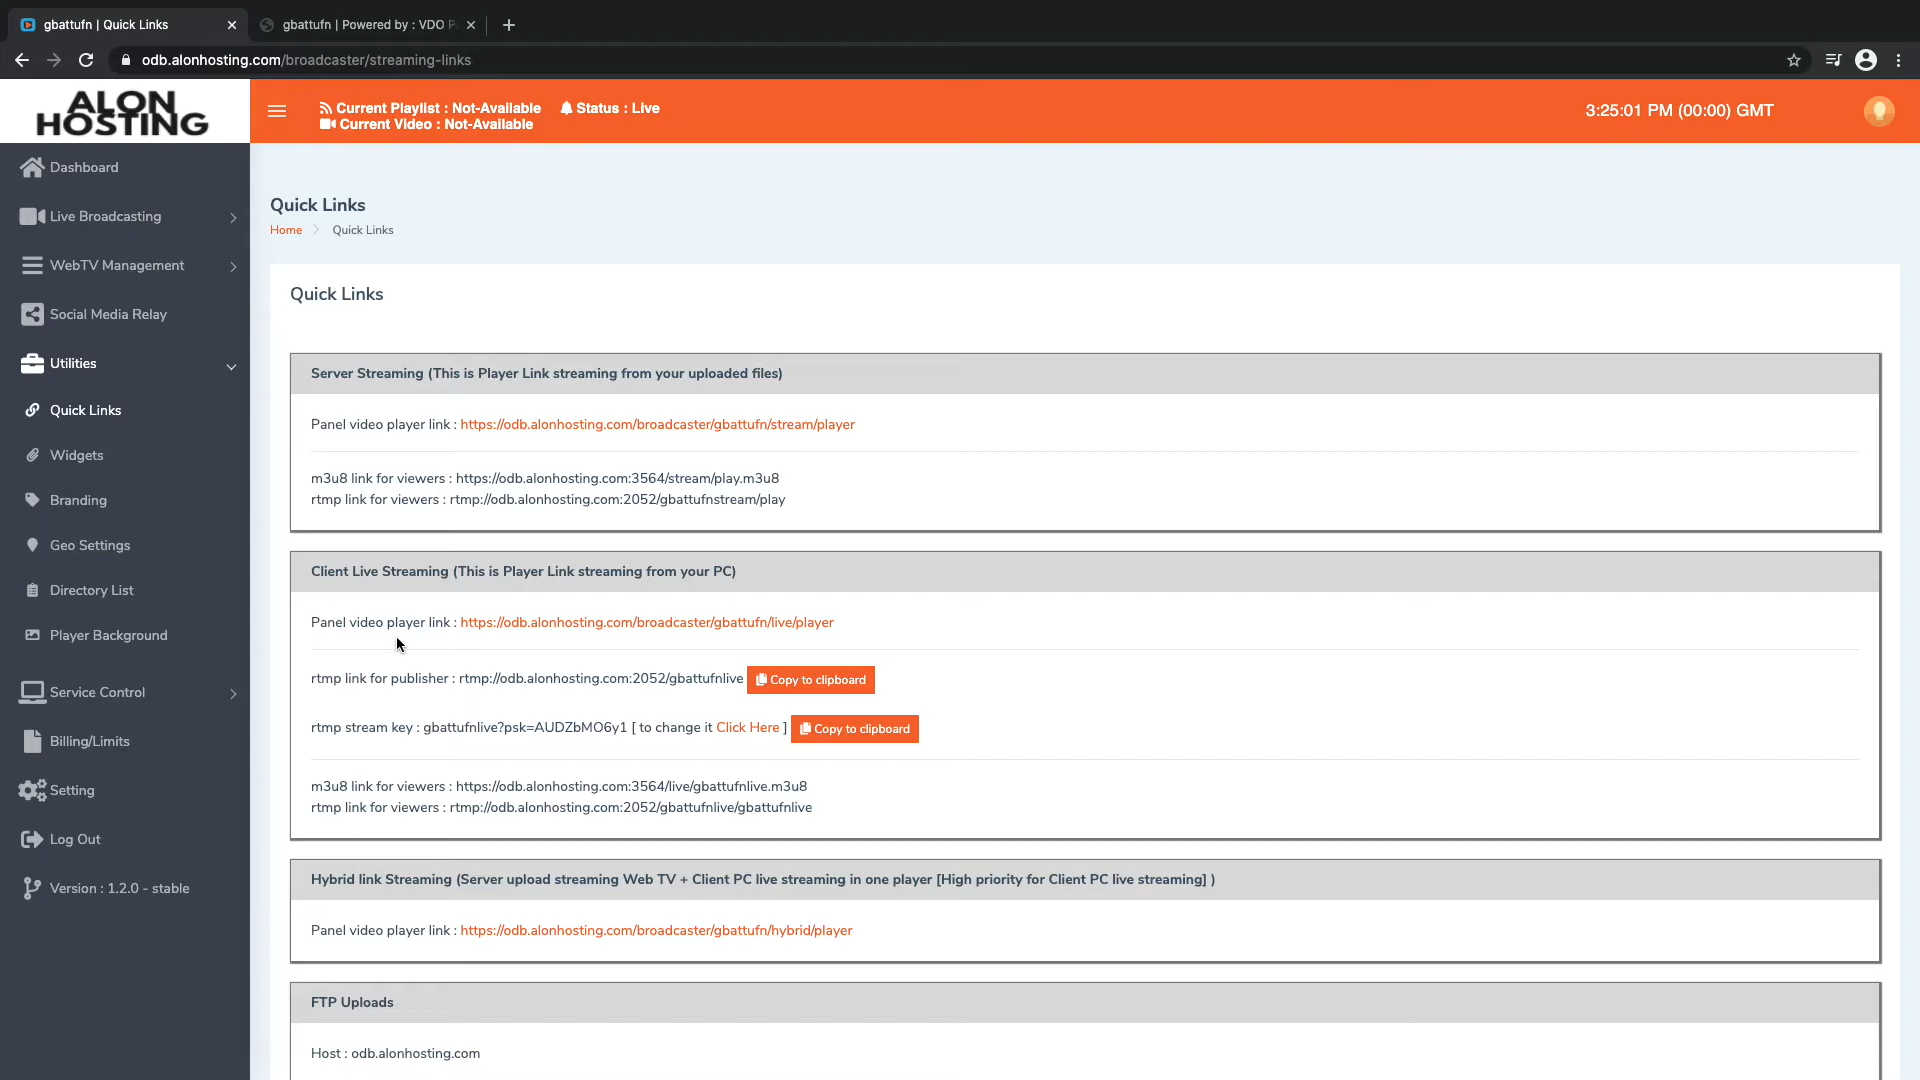 gbattufn | Quick Links
gbattufn | Powered by : VDO P
odb.alonhosting.com/broadcaster/streaming-links
ALON
HOSTING
Current Playlist : Not-Available
Status : Live
Current Video : Not-Available
3:25:01 PM (00:00) GMT
Dashboard
Live Broadcasting
WebTV Management
Social Media Relay
Utilities
Quick Links
Widgets
Branding
Geo Settings
Directory List
Player Background
Service Control
Billing/Limits
Setting
Log Out
Version : 1.2.0 - stable
Quick Links
Home
Quick Links
Quick Links
Server Streaming (This is Player Link streaming from your uploaded files)
Panel video player link : https://odb.alonhosting.com/broadcaster/gbattufn/stream/player
m3u8 link for viewers : https://odb.alonhosting.com:3564/stream/play.m3u8
rtmp link for viewers : rtmp://odb.alonhosting.com:2052/gbattufnstream/play
Client Live Streaming (This is Player Link streaming from your PC)
Panel video player link : https://odb.alonhosting.com/broadcaster/gbattufn/live/player
rtmp link for publisher : rtmp://odb.alonhosting.com:2052/gbattufnlive Copy to clipboard
rtmp stream key : gbattufnlive?psk=AUDZbMO6y1 [ to change it Click Here ] Copy to clipboard
m3u8 link for viewers : https://odb.alonhosting.com:3564/live/gbattufnlive.m3u8
rtmp link for viewers : rtmp://odb.alonhosting.com:2052/gbattufnlive/gbattufnlive
Hybrid link Streaming (Server upload streaming Web TV + Client PC live streaming in one player [High priority for Client PC live streaming] )
Panel video player link : https://odb.alonhosting.com/broadcaster/gbattufn/hybrid/player
FTP Uploads
Host : odb.alonhosting.com